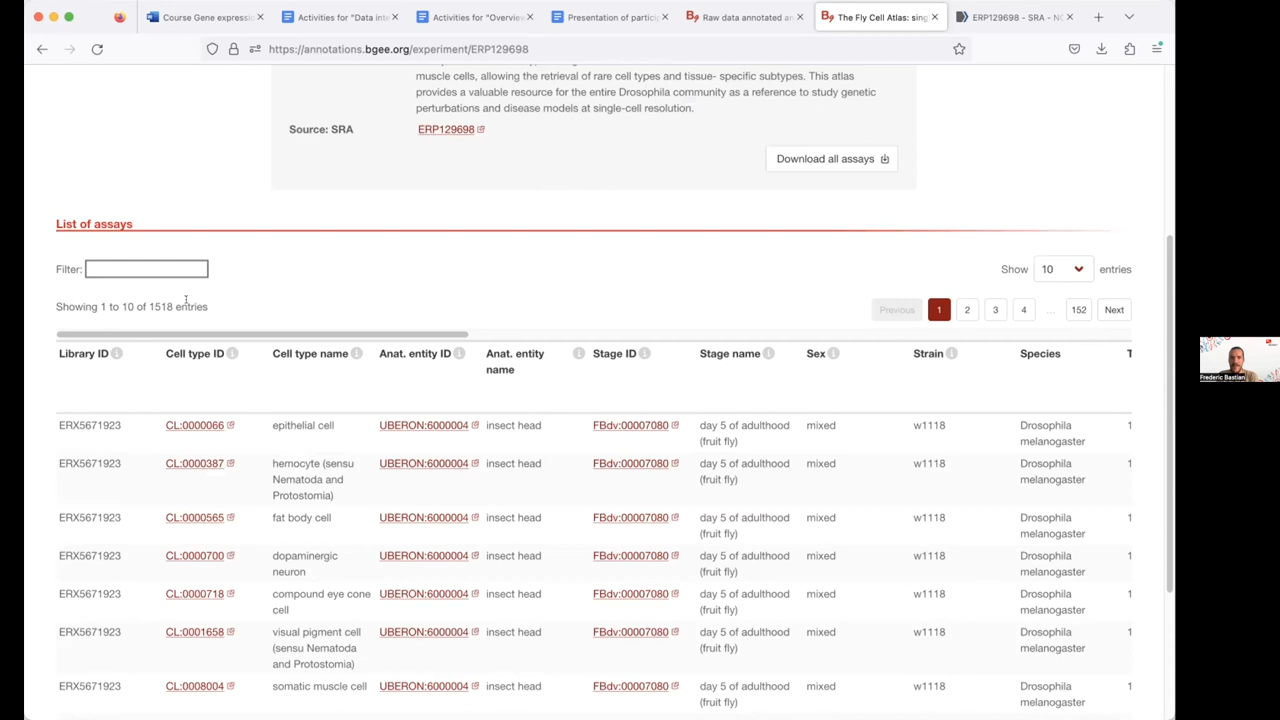 Course Gene expressi
Activities for "Data int
Activities for "Overview
Presentation of particip
Raw data annotated an
The Fly Cell Atlas: sing
ERP129698 - SRA - NC
https://annotations.bgee.org/experiment/ERP129698
muscle cells, allowing the retrieval of rare cell types and tissue- specific subtypes. This atlas
provides a valuable resource for the entire Drosophila community as a reference to study genetic
perturbations and disease models at single-cell resolution.
Source: SRA ERP129698
Download all assays
List of assays
Filter:
Show 10 entries
Showing 1 to 10 of 1518 entries
Previous 1 2 3 4 ... 152 Next
Library ID Cell type ID Cell type name Anat. entity ID Anat. entity Stage ID Stage name Sex Strain Species T
name
ERX5671923 CL:0000066 epithelial cell UBERON:6000004 insect head FBdv:00007080 day 5 of adulthood mixed w1118 Drosophila 1
(fruit fly) melanogaster
ERX5671923 CL:0000387 hemocyte (sensu UBERON:6000004 insect head FBdv:00007080 day 5 of adulthood mixed w1118 Drosophila 1
Nematoda and (fruit fly) melanogaster
Protostomia)
ERX5671923 CL:0000565 fat body cell UBERON:6000004 insect head FBdv:00007080 day 5 of adulthood mixed w1118 Drosophila 1
(fruit fly) melanogaster
ERX5671923 CL:0000700 dopaminergic UBERON:6000004 insect head FBdv:00007080 day 5 of adulthood mixed w1118 Drosophila 1
neuron (fruit fly) melanogaster
ERX5671923 CL:0000718 compound eye cone UBERON:6000004 insect head FBdv:00007080 day 5 of adulthood mixed w1118 Drosophila 1
cell (fruit fly) melanogaster
ERX5671923 CL:0001658 visual pigment cell UBERON:6000004 insect head FBdv:00007080 day 5 of adulthood mixed w1118 Drosophila 1
(sensu Nematoda (fruit fly) melanogaster
and Protostomia)
ERX5671923 CL:0008004 somatic muscle cell UBERON:6000004 insect head FBdv:00007080 day 5 of adulthood mixed w1118 Drosophila 1
(fruit fly) melanogaster
Frederic Bastian